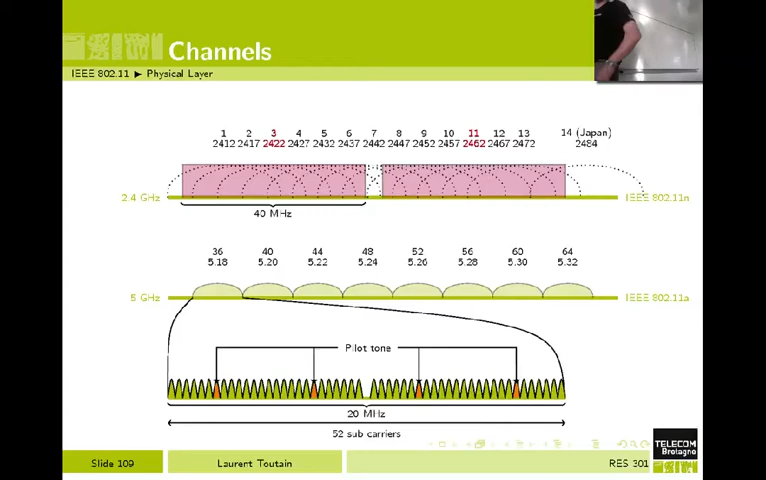 Channels
IEEE 802.11 ▶ Physical Layer
1 2 3 4 5 6 7 8 9 10 11 12 13 14 (Japan)
2412 2417 2422 2427 2432 2437 2442 2447 2452 2457 2462 2467 2472 2484
2.4 GHz IEEE 802.11n
40 MHz
36 40 44 48 52 56 60 64
5.18 5.20 5.22 5.24 5.26 5.28 5.30 5.32
5 GHz IEEE 802.11a
Pilot tone
20 MHz
52 sub carriers
TELECOM
Bretagne
Slide 109 Laurent Toutain RES 301